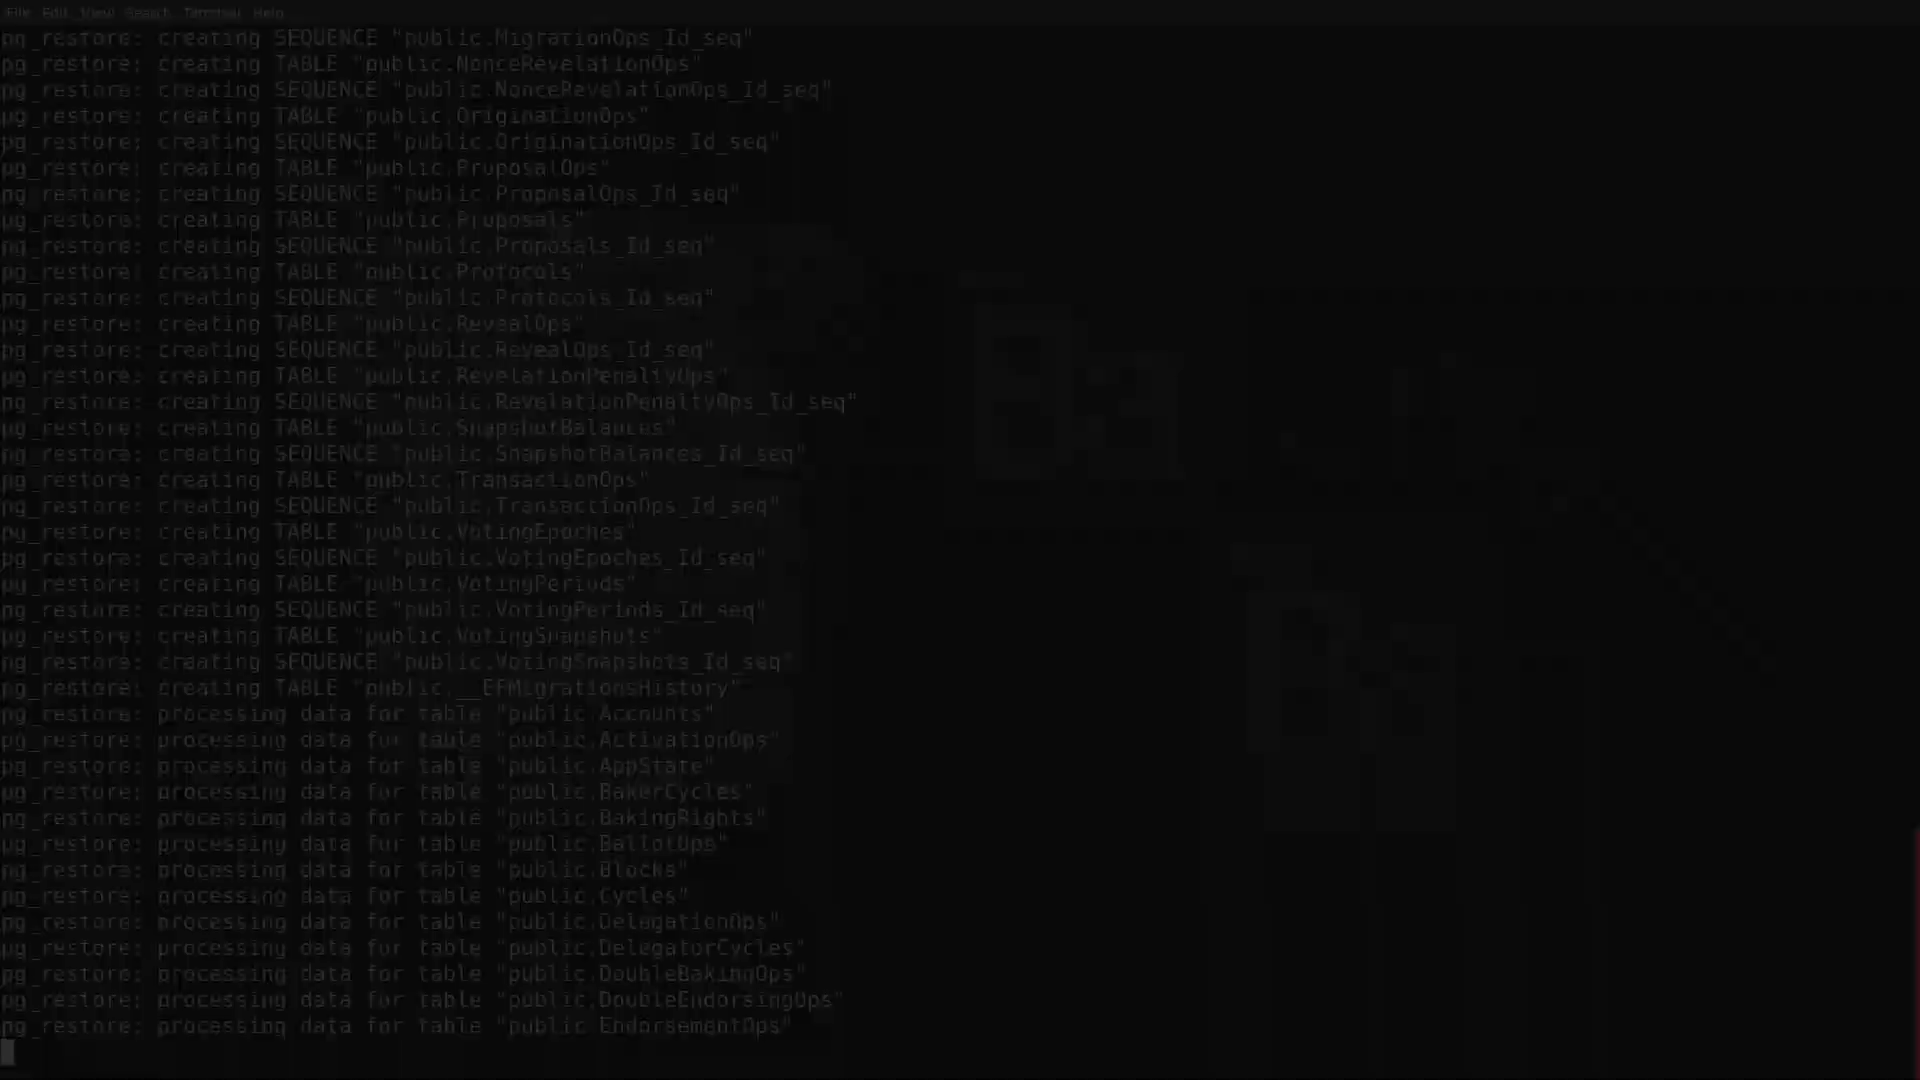 File Edit View Search Terminal Help
pg_restore: creating SEQUENCE "public.MigrationOps_Id_seq"
pg_restore: creating TABLE "public.NonceRevelationOps"
pg_restore: creating SEQUENCE "public.NonceRevelationOps_Id_seq"
pg_restore: creating TABLE "public.OriginationOps"
pg_restore: creating SEQUENCE "public.OriginationOps_Id_seq"
pg_restore: creating TABLE "public.ProposalOps"
pg_restore: creating SEQUENCE "public.ProposalOps_Id_seq"
pg_restore: creating TABLE "public.Proposals"
pg_restore: creating SEQUENCE "public.Proposals_Id_seq"
pg_restore: creating TABLE "public.Protocols"
pg_restore: creating SEQUENCE "public.Protocols_Id_seq"
pg_restore: creating TABLE "public.RevealOps"
pg_restore: creating SEQUENCE "public.RevealOps_Id_seq"
pg_restore: creating TABLE "public.RevelationPenaltyOps"
pg_restore: creating SEQUENCE "public.RevelationPenaltyOps_Id_seq"
pg_restore: creating TABLE "public.SnapshotBalances"
pg_restore: creating SEQUENCE "public.SnapshotBalances_Id_seq"
pg_restore: creating TABLE "public.TransactionOps"
pg_restore: creating SEQUENCE "public.TransactionOps_Id_seq"
pg_restore: creating TABLE "public.VotingEpoches"
pg_restore: creating SEQUENCE "public.VotingEpoches_Id_seq"
pg_restore: creating TABLE "public.VotingPeriods"
pg_restore: creating SEQUENCE "public.VotingPeriods_Id_seq"
pg_restore: creating TABLE "public.VotingSnapshots"
pg_restore: creating SEQUENCE "public.VotingSnapshots_Id_seq"
pg_restore: creating TABLE "public.__EFMigrationsHistory"
pg_restore: processing data for table "public.Accounts"
pg_restore: processing data for table "public.ActivationOps"
pg_restore: processing data for table "public.AppState"
pg_restore: processing data for table "public.BakerCycles"
pg_restore: processing data for table "public.BakingRights"
pg_restore: processing data for table "public.BallotOps"
pg_restore: processing data for table "public.Blocks"
pg_restore: processing data for table "public.Cycles"
pg_restore: processing data for table "public.DelegationOps"
pg_restore: processing data for table "public.DelegatorCycles"
pg_restore: processing data for table "public.DoubleBakingOps"
pg_restore: processing data for table "public.DoubleEndorsingOps"
pg_restore: processing data for table "public.EndorsementOps"